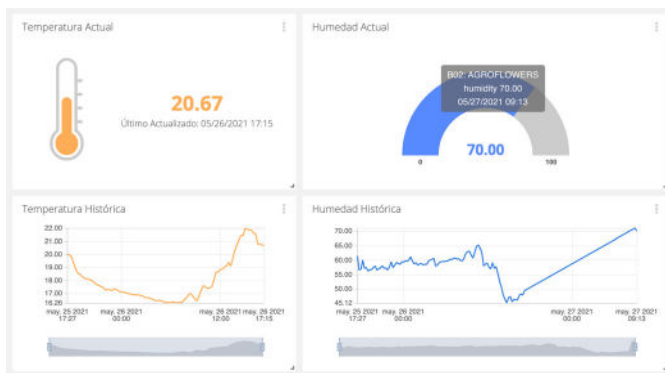 Temperatura Actual
20.67
Último Actualizado: 05/26/2021 17:15
Humedad Actual
B02: AGROFLOWERS
humidity 70.00
05/27/2021 09:13
70.00
0
100
Temperatura Histórica
22.00
21.00
20.00
19.00
18.00
17.00
16.26
may. 25 2021
17:27
may. 26 2021
00:00
may. 26 2021
12:00
may. 26 2021
17:15
Humedad Histórica
70.00
65.00
60.00
55.00
50.00
45.12
may. 25 2021
17:27
may. 26 2021
00:00
may. 27 2021
00:00
may. 27 2021
09:13